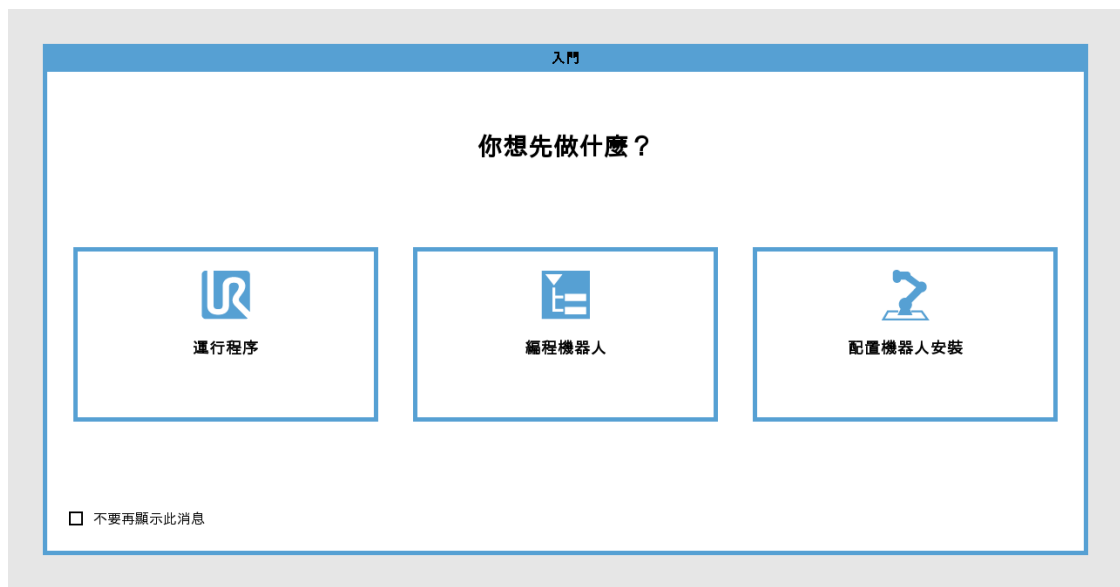 入門
你想先做什麼？
運行程序
編程機器人
配置機器人安裝
不要再顯示此消息